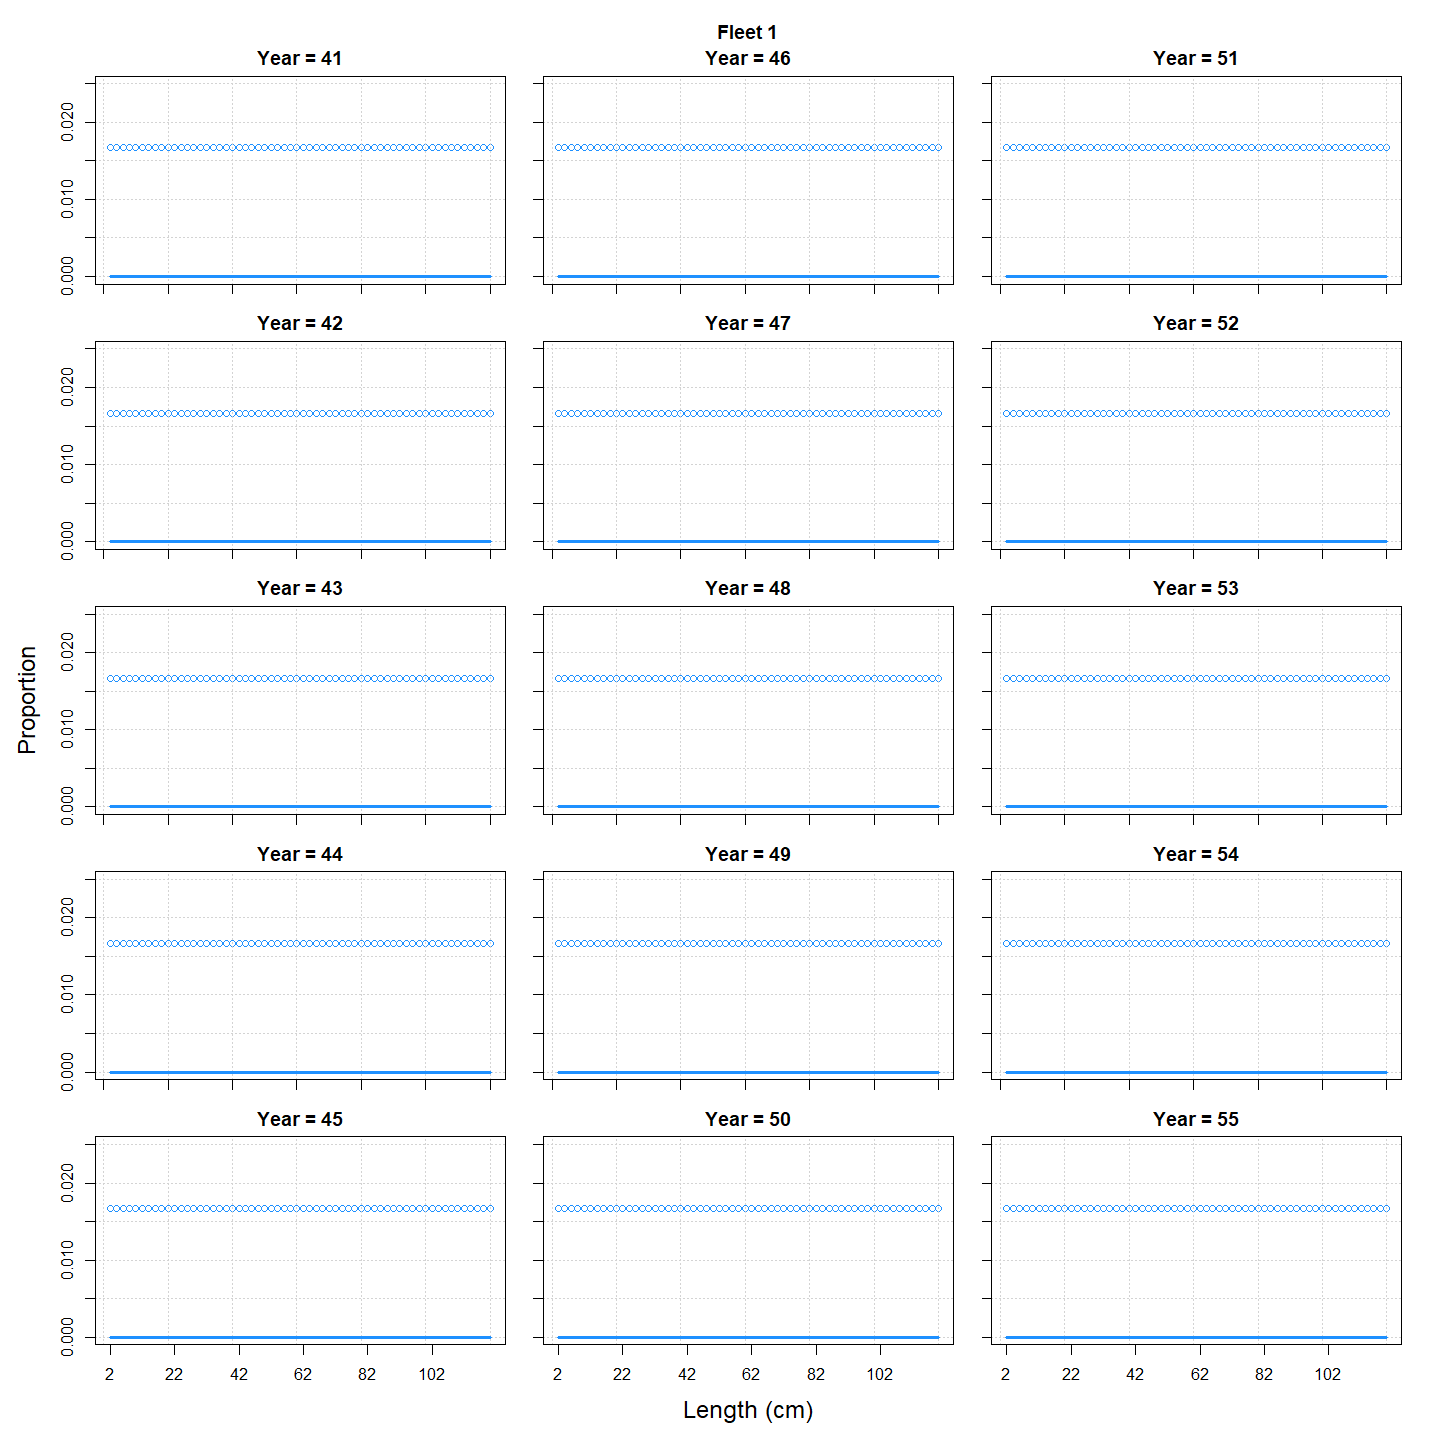 Fleet 1
Year = 41
Year = 46
Year = 51
0.020
0.010
0.000
Year = 42
Year = 47
Year = 52
0.020
0.010
0.000
Year = 43
Year = 48
Year = 53
0.020
0.010
0.000
Proportion
Year = 44
Year = 49
Year = 54
0.020
0.010
0.000
Year = 45
Year = 50
Year = 55
0.020
0.010
0.000
2 22 42 62 82 102
2 22 42 62 82 102
2 22 42 62 82 102
Length (cm)